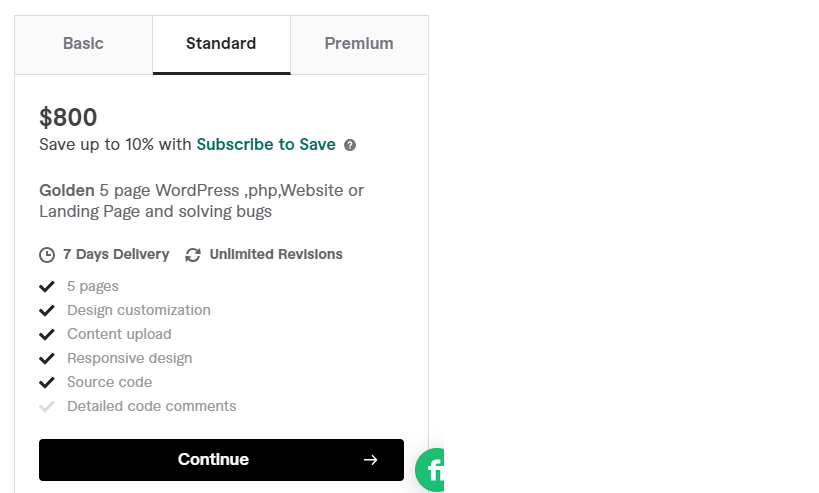 Basic Standard Premium
$800
Save up to 10% with Subscribe to Save ?
Golden 5 page WordPress ,php,Website or
Landing Page and solving bugs
7 Days Delivery Unlimited Revisions
5 pages
Design customization
Content upload
Responsive design
Source code
Detailed code comments
Continue →
fi